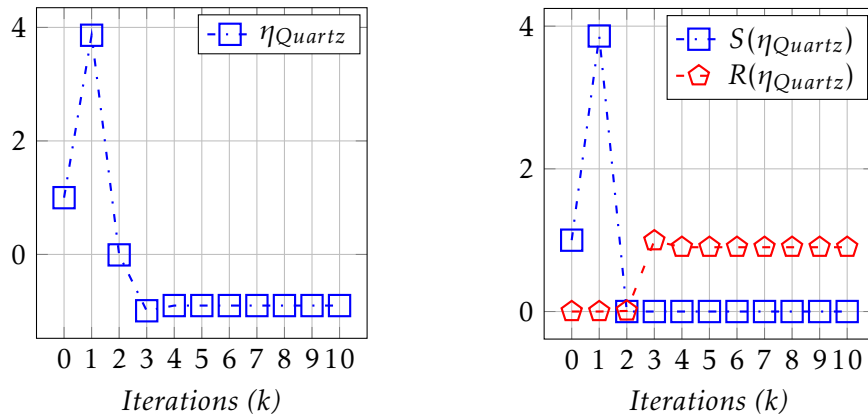 4
2
0
0 1 2 3 4 5 6 7 8 9 10
Iterations (k)
η_Quartz
4
2
0
0 1 2 3 4 5 6 7 8 9 10
Iterations (k)
S(η_Quartz)
R(η_Quartz)